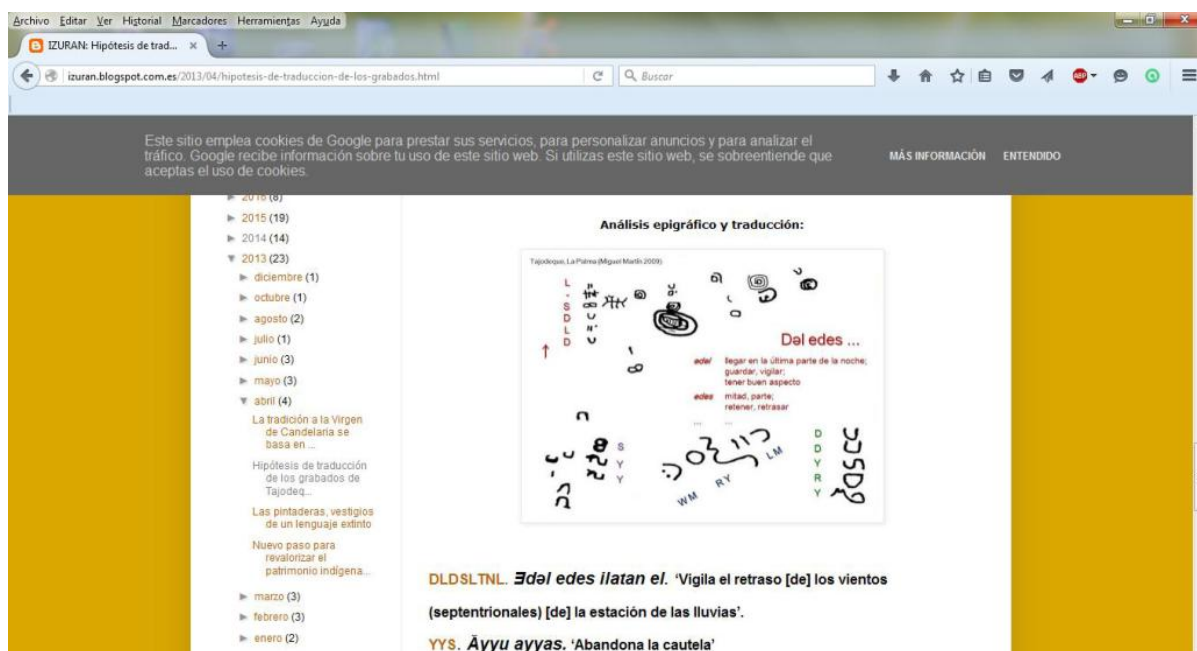 Archivo Editar Ver Historial Marcadores Herramientas Ayuda
IZURAN: Hipótesis de trad...
izuran.blogspot.com.es/2013/04/hipotesis-de-traduccion-de-los-grabados.html
Buscar
ABP
Este sitio emplea cookies de Google para prestar sus servicios, para personalizar anuncios y para analizar el
tráfico. Google recibe información sobre tu uso de este sitio web. Si utilizas este sitio web, se sobreentiende que
aceptas el uso de cookies.
MÁS INFORMACIÓN ENTENDIDO
► 2016 (8)
► 2015 (19)
► 2014 (14)
▼ 2013 (23)
► diciembre (1)
► octubre (1)
► agosto (2)
► julio (1)
► junio (3)
► mayo (3)
▼ abril (4)
La tradición a la Virgen
de Candelaria se
basa en ...
Hipótesis de traducción
de los grabados de
Tajodeq...
Las pintaderas, vestigios
de un lenguaje extinto
Nuevo paso para
revalorizar el
patrimonio indígena...
► marzo (3)
► febrero (3)
► enero (2)
Análisis epigráfico y traducción:
Tajodeque, La Palma (Miguel Martín 2009)
L
S
D
L
D
Dəl edes ...
edəl llegar en la última parte de la noche;
guardar, vigilar;
tener buen aspecto
edes mitad, parte;
retener, retrasar
... ...
S
Y
Y
WM
RY
LM
D
D
Y
R
Y
DLDSLTNL. Ǝdəl edes ilatan el. ‘Vigila el retraso [de] los vientos
(septentrionales) [de] la estación de las lluvias’.
YYS. Ăyyu ayyas. ‘Abandona la cautela’